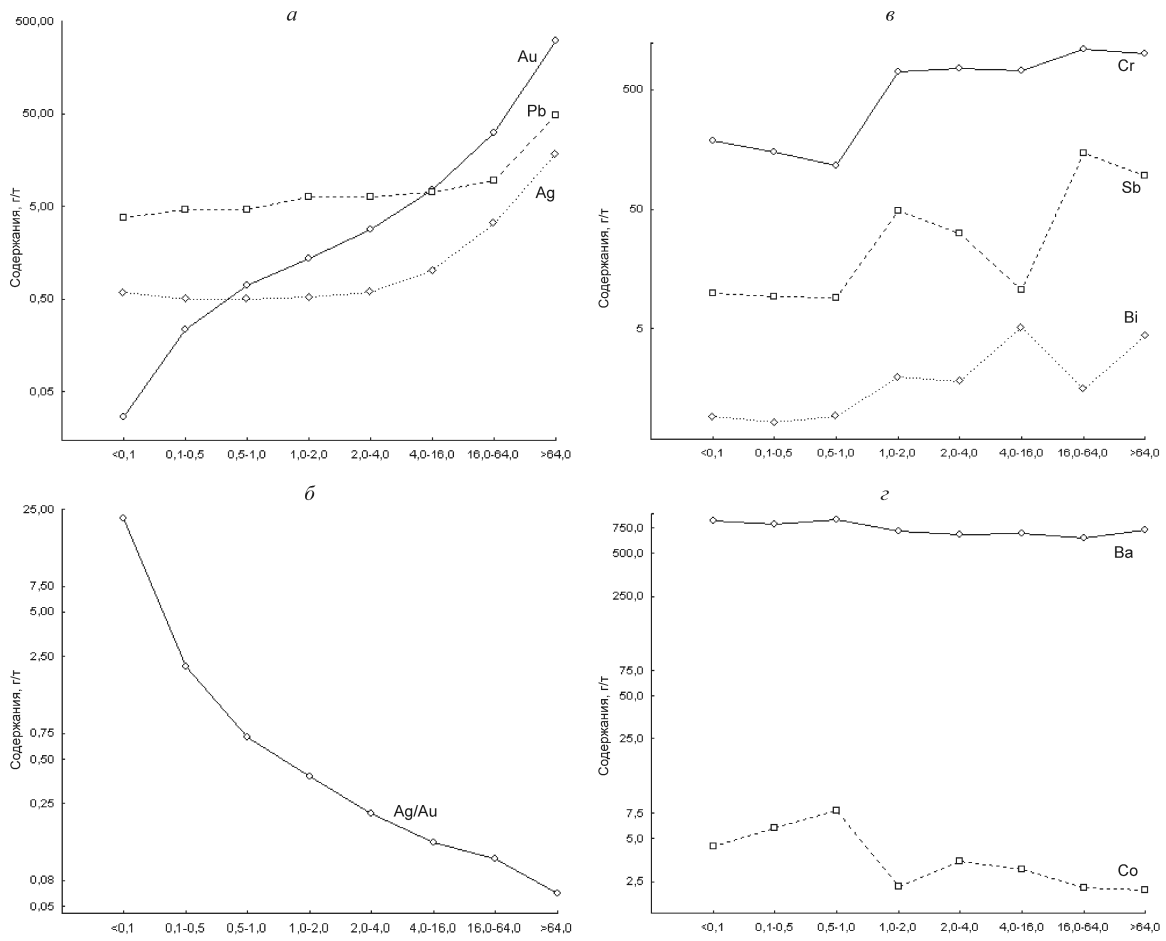 а
500,00
50,00
5,00
0,50
0,05
Содержания, г/т
Au
Pb
Ag
<0,1 0,1-0,5 0,5-1,0 1,0-2,0 2,0-4,0 4,0-16,0 16,0-64,0 >64,0
в
500
50
5
Содержания, г/т
Cr
Sb
Bi
<0,1 0,1-0,5 0,5-1,0 1,0-2,0 2,0-4,0 4,0-16,0 16,0-64,0 >64,0
б
25,00
7,50
5,00
2,50
0,75
0,50
0,25
0,08
0,05
Содержания, г/т
Ag/Au
<0,1 0,1-0,5 0,5-1,0 1,0-2,0 2,0-4,0 4,0-16,0 16,0-64,0 >64,0
г
750,0
500,0
250,0
75,0
50,0
25,0
7,5
5,0
2,5
Содержания, г/т
Ba
Co
<0,1 0,1-0,5 0,5-1,0 1,0-2,0 2,0-4,0 4,0-16,0 16,0-64,0 >64,0